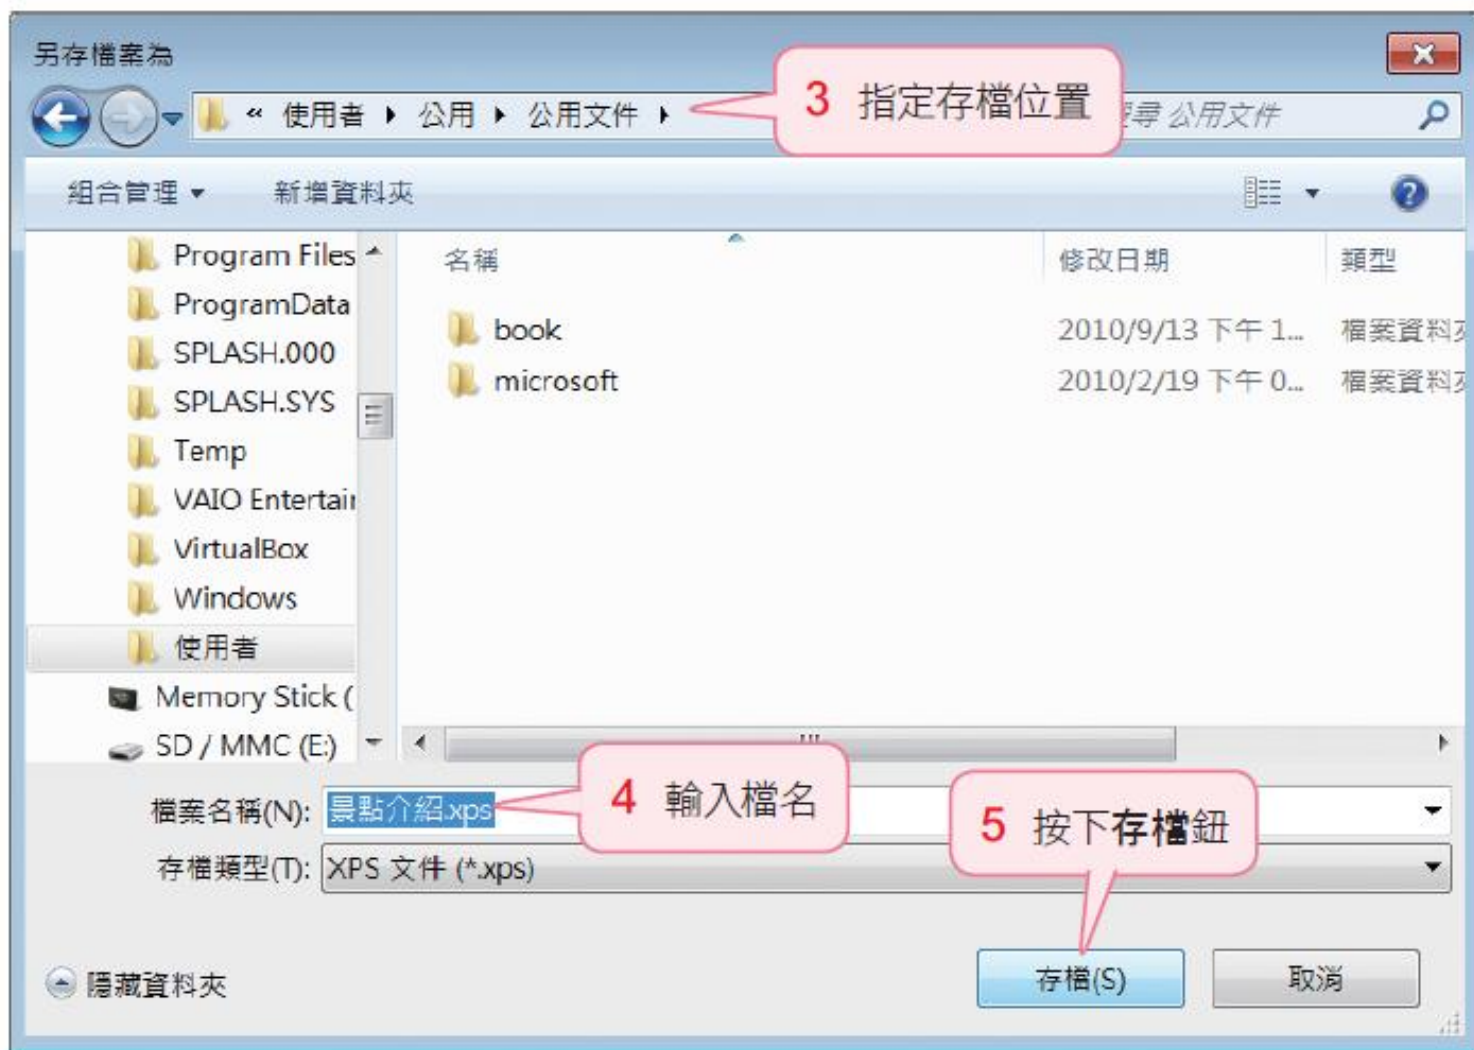 另存檔案為
« 使用者 ▸ 公用 ▸ 公用文件 ▸
3 指定存檔位置
搜尋 公用文件
組合管理 ▼ 新增資料夾
Program Files
ProgramData
SPLASH.000
SPLASH.SYS
Temp
VAIO Entertain
VirtualBox
Windows
使用者
Memory Stick (
SD / MMC (E:)
名稱 修改日期 類型
book 2010/9/13 下午 1... 檔案資料夾
microsoft 2010/2/19 下午 0... 檔案資料夾
檔案名稱(N): 景點介紹.xps
4 輸入檔名
存檔類型(T): XPS 文件 (*.xps)
5 按下存檔鈕
隱藏資料夾
存檔(S) 取消